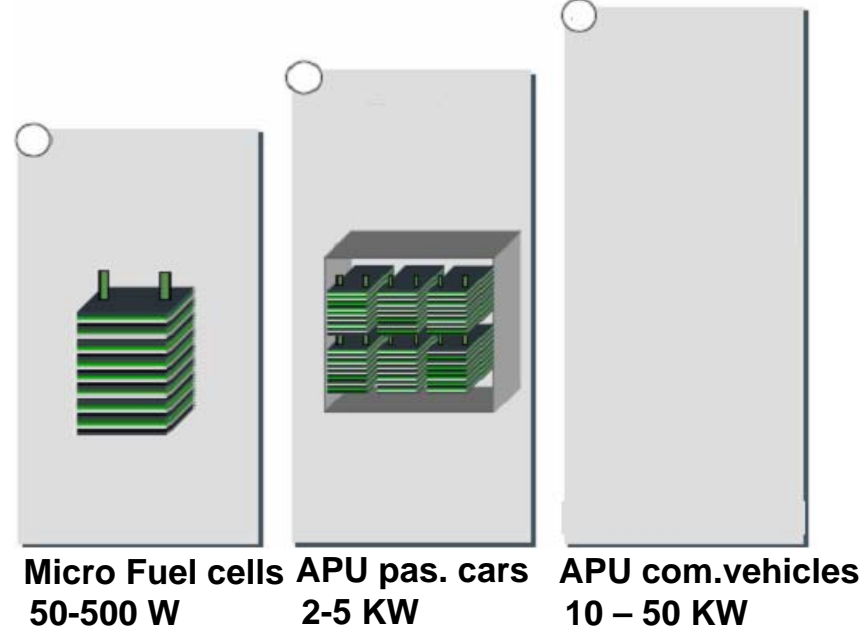 Micro Fuel cells
50-500 W
APU pas. cars
2-5 KW
APU com.vehicles
10 – 50 KW